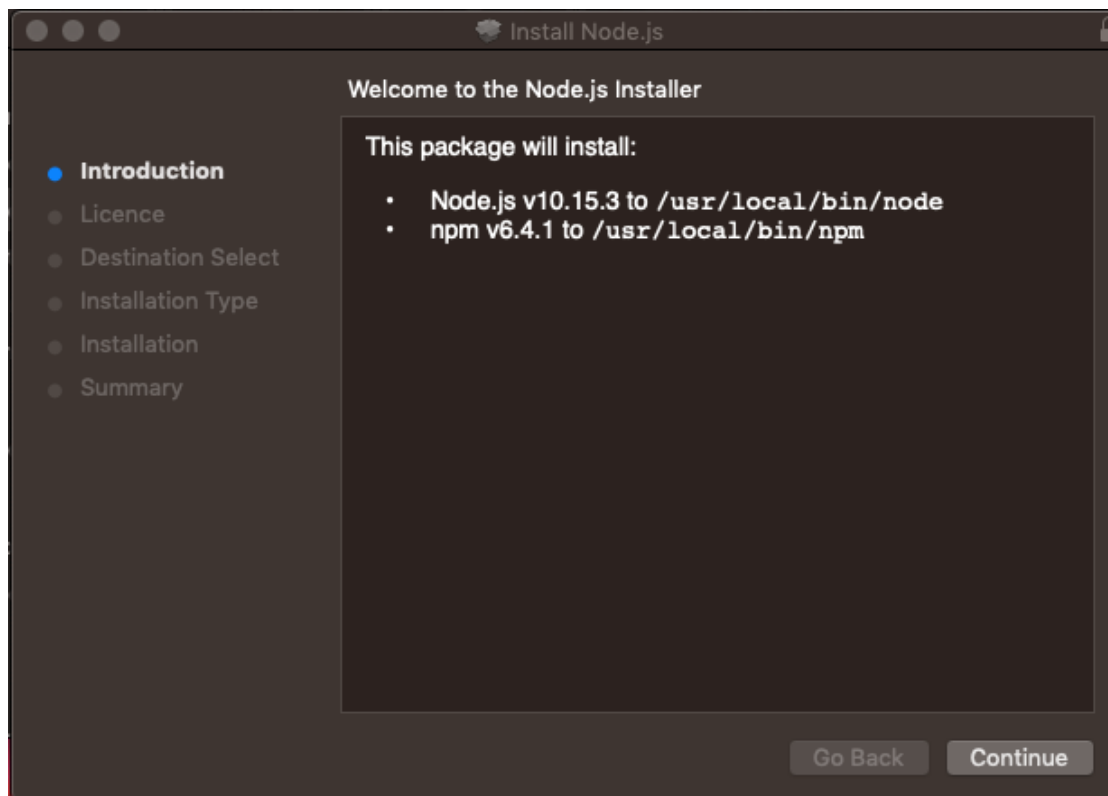 Install Node.js
Welcome to the Node.js Installer
This package will install:
• Node.js v10.15.3 to /usr/local/bin/node
• npm v6.4.1 to /usr/local/bin/npm
Introduction
Licence
Destination Select
Installation Type
Installation
Summary
Go Back
Continue